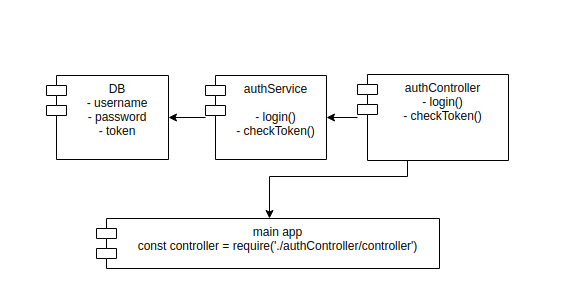 DB
- username
- password
- token
authService
- login()
- checkToken()
authController
- login()
- checkToken()
main app
const controller = require('./authController/controller')